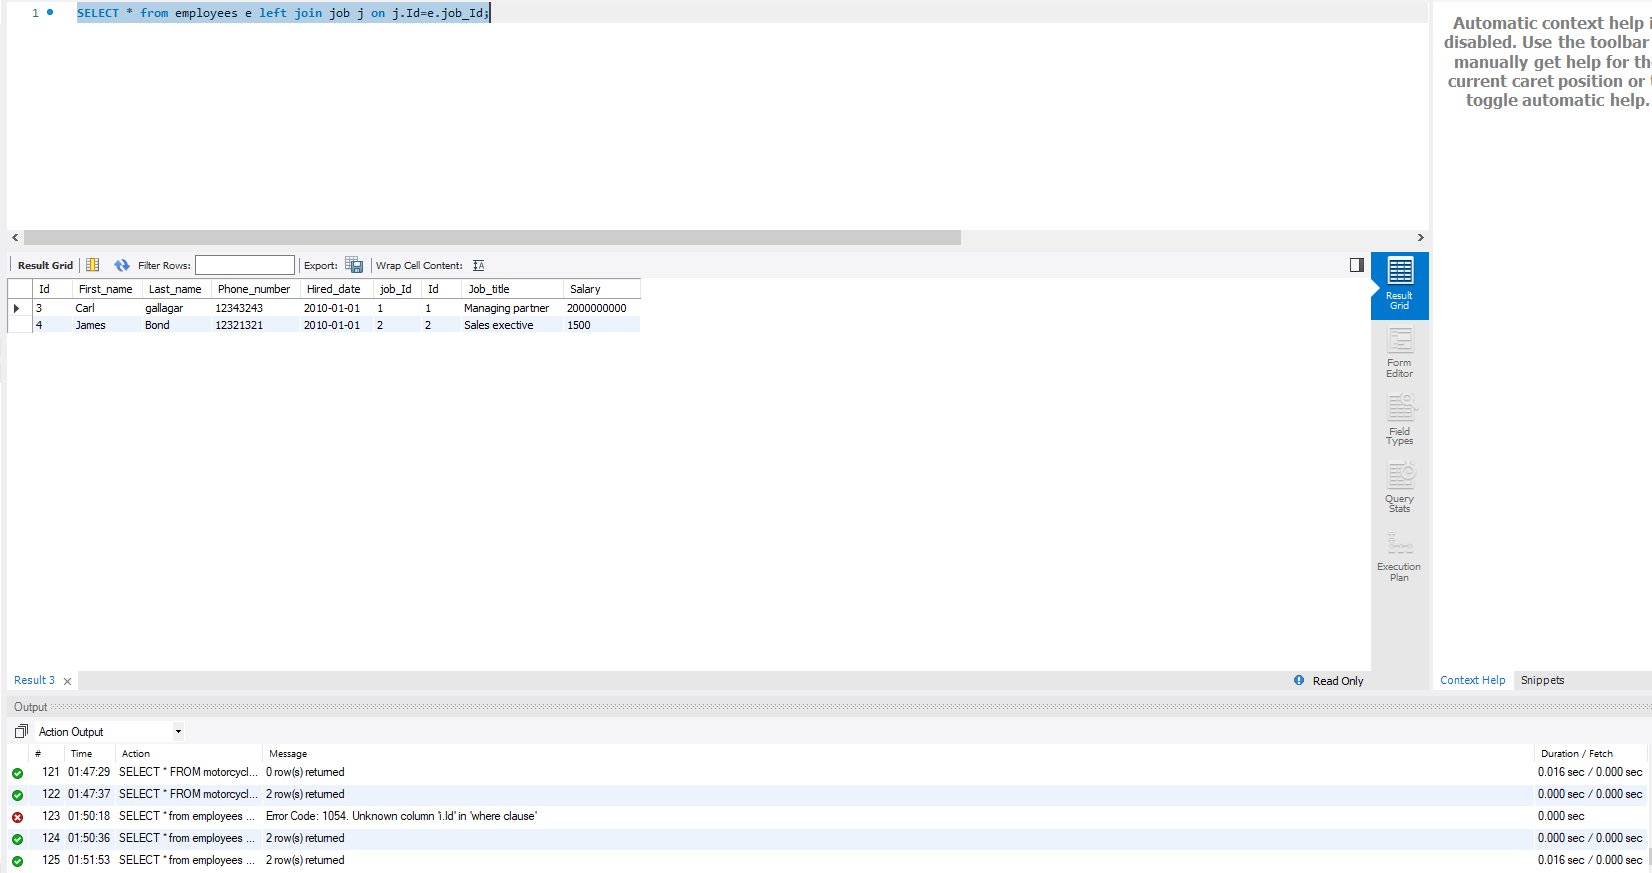 1 SELECT * from employees e left join job j on j.Id=e.job_Id;
Automatic context help i
disabled. Use the toolbar
manually get help for th
current caret position or t
toggle automatic help.
Result Grid Filter Rows: Export: Wrap Cell Content:
Id First_name Last_name Phone_number Hired_date job_Id Id Job_title Salary
3 Carl gallagar 12343243 2010-01-01 1 1 Managing partner 2000000000
4 James Bond 12321321 2010-01-01 2 2 Sales exective 1500
Result
Grid
Form
Editor
Field
Types
Query
Stats
Execution
Plan
Result 3 Read Only
Context Help Snippets
Output
Action Output
# Time Action Message Duration / Fetch
121 01:47:29 SELECT * FROM motorcycl... 0 row(s) returned 0.016 sec / 0.000 sec
122 01:47:37 SELECT * FROM motorcycl... 2 row(s) returned 0.000 sec / 0.000 sec
123 01:50:18 SELECT * from employees ... Error Code: 1054. Unknown column 'i.Id' in 'where clause' 0.000 sec
124 01:50:36 SELECT * from employees ... 2 row(s) returned 0.000 sec / 0.000 sec
125 01:51:53 SELECT * from employees ... 2 row(s) returned 0.016 sec / 0.000 sec